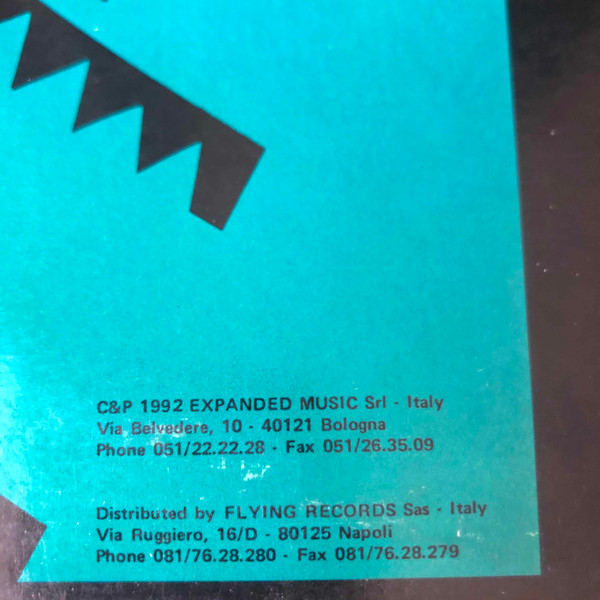 C&P 1992 EXPANDED MUSIC Srl - Italy
Via Belvedere, 10 - 40121 Bologna
Phone 051/22.22.28 - Fax 051/26.35.09
Distributed by FLYING RECORDS Sas - Italy
Via Ruggiero, 16/D - 80125 Napoli
Phone 081/76.28.280 - Fax 081/76.28.279